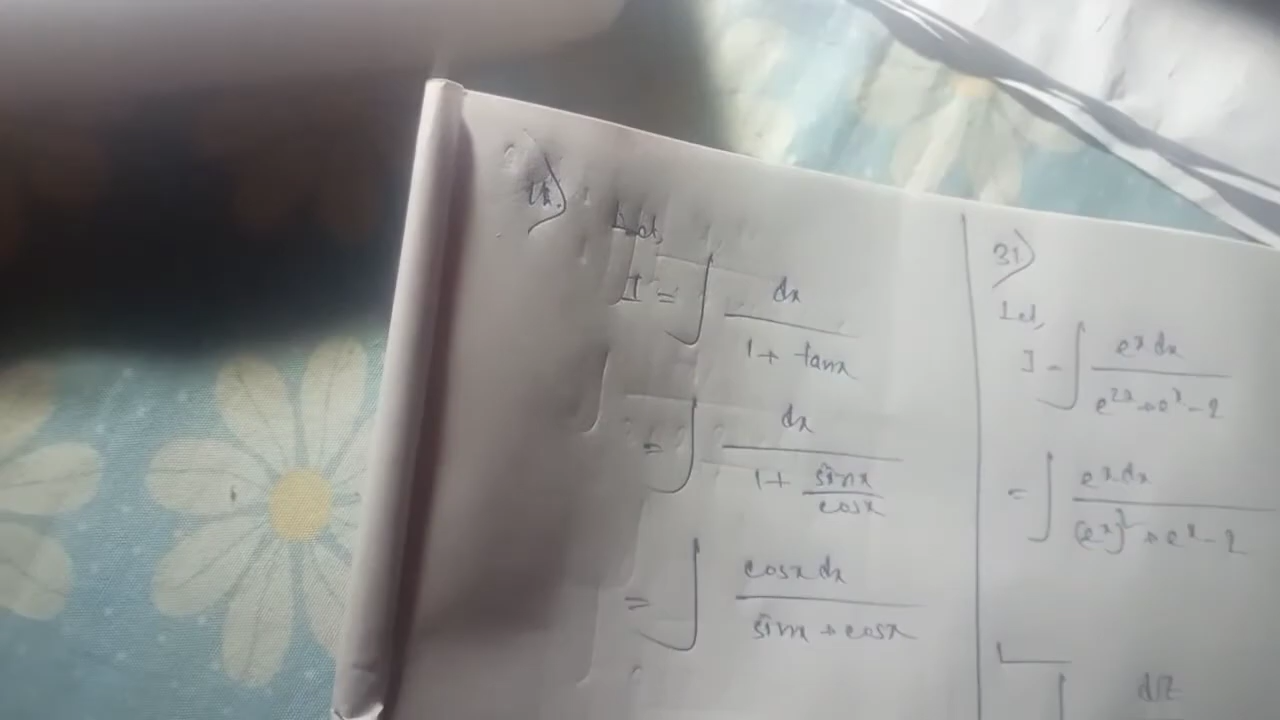 Let,
I = ∫ dx / (1 + tanx)
= ∫ dx / (1 + sinx/cosx)
= ∫ cosx dx / (sinx + cosx)
31)
Let,
I = ∫ e^x dx / (e^2x + e^x - 2)
= ∫ e^x dx / ((e^x)^2 + e^x - 2)